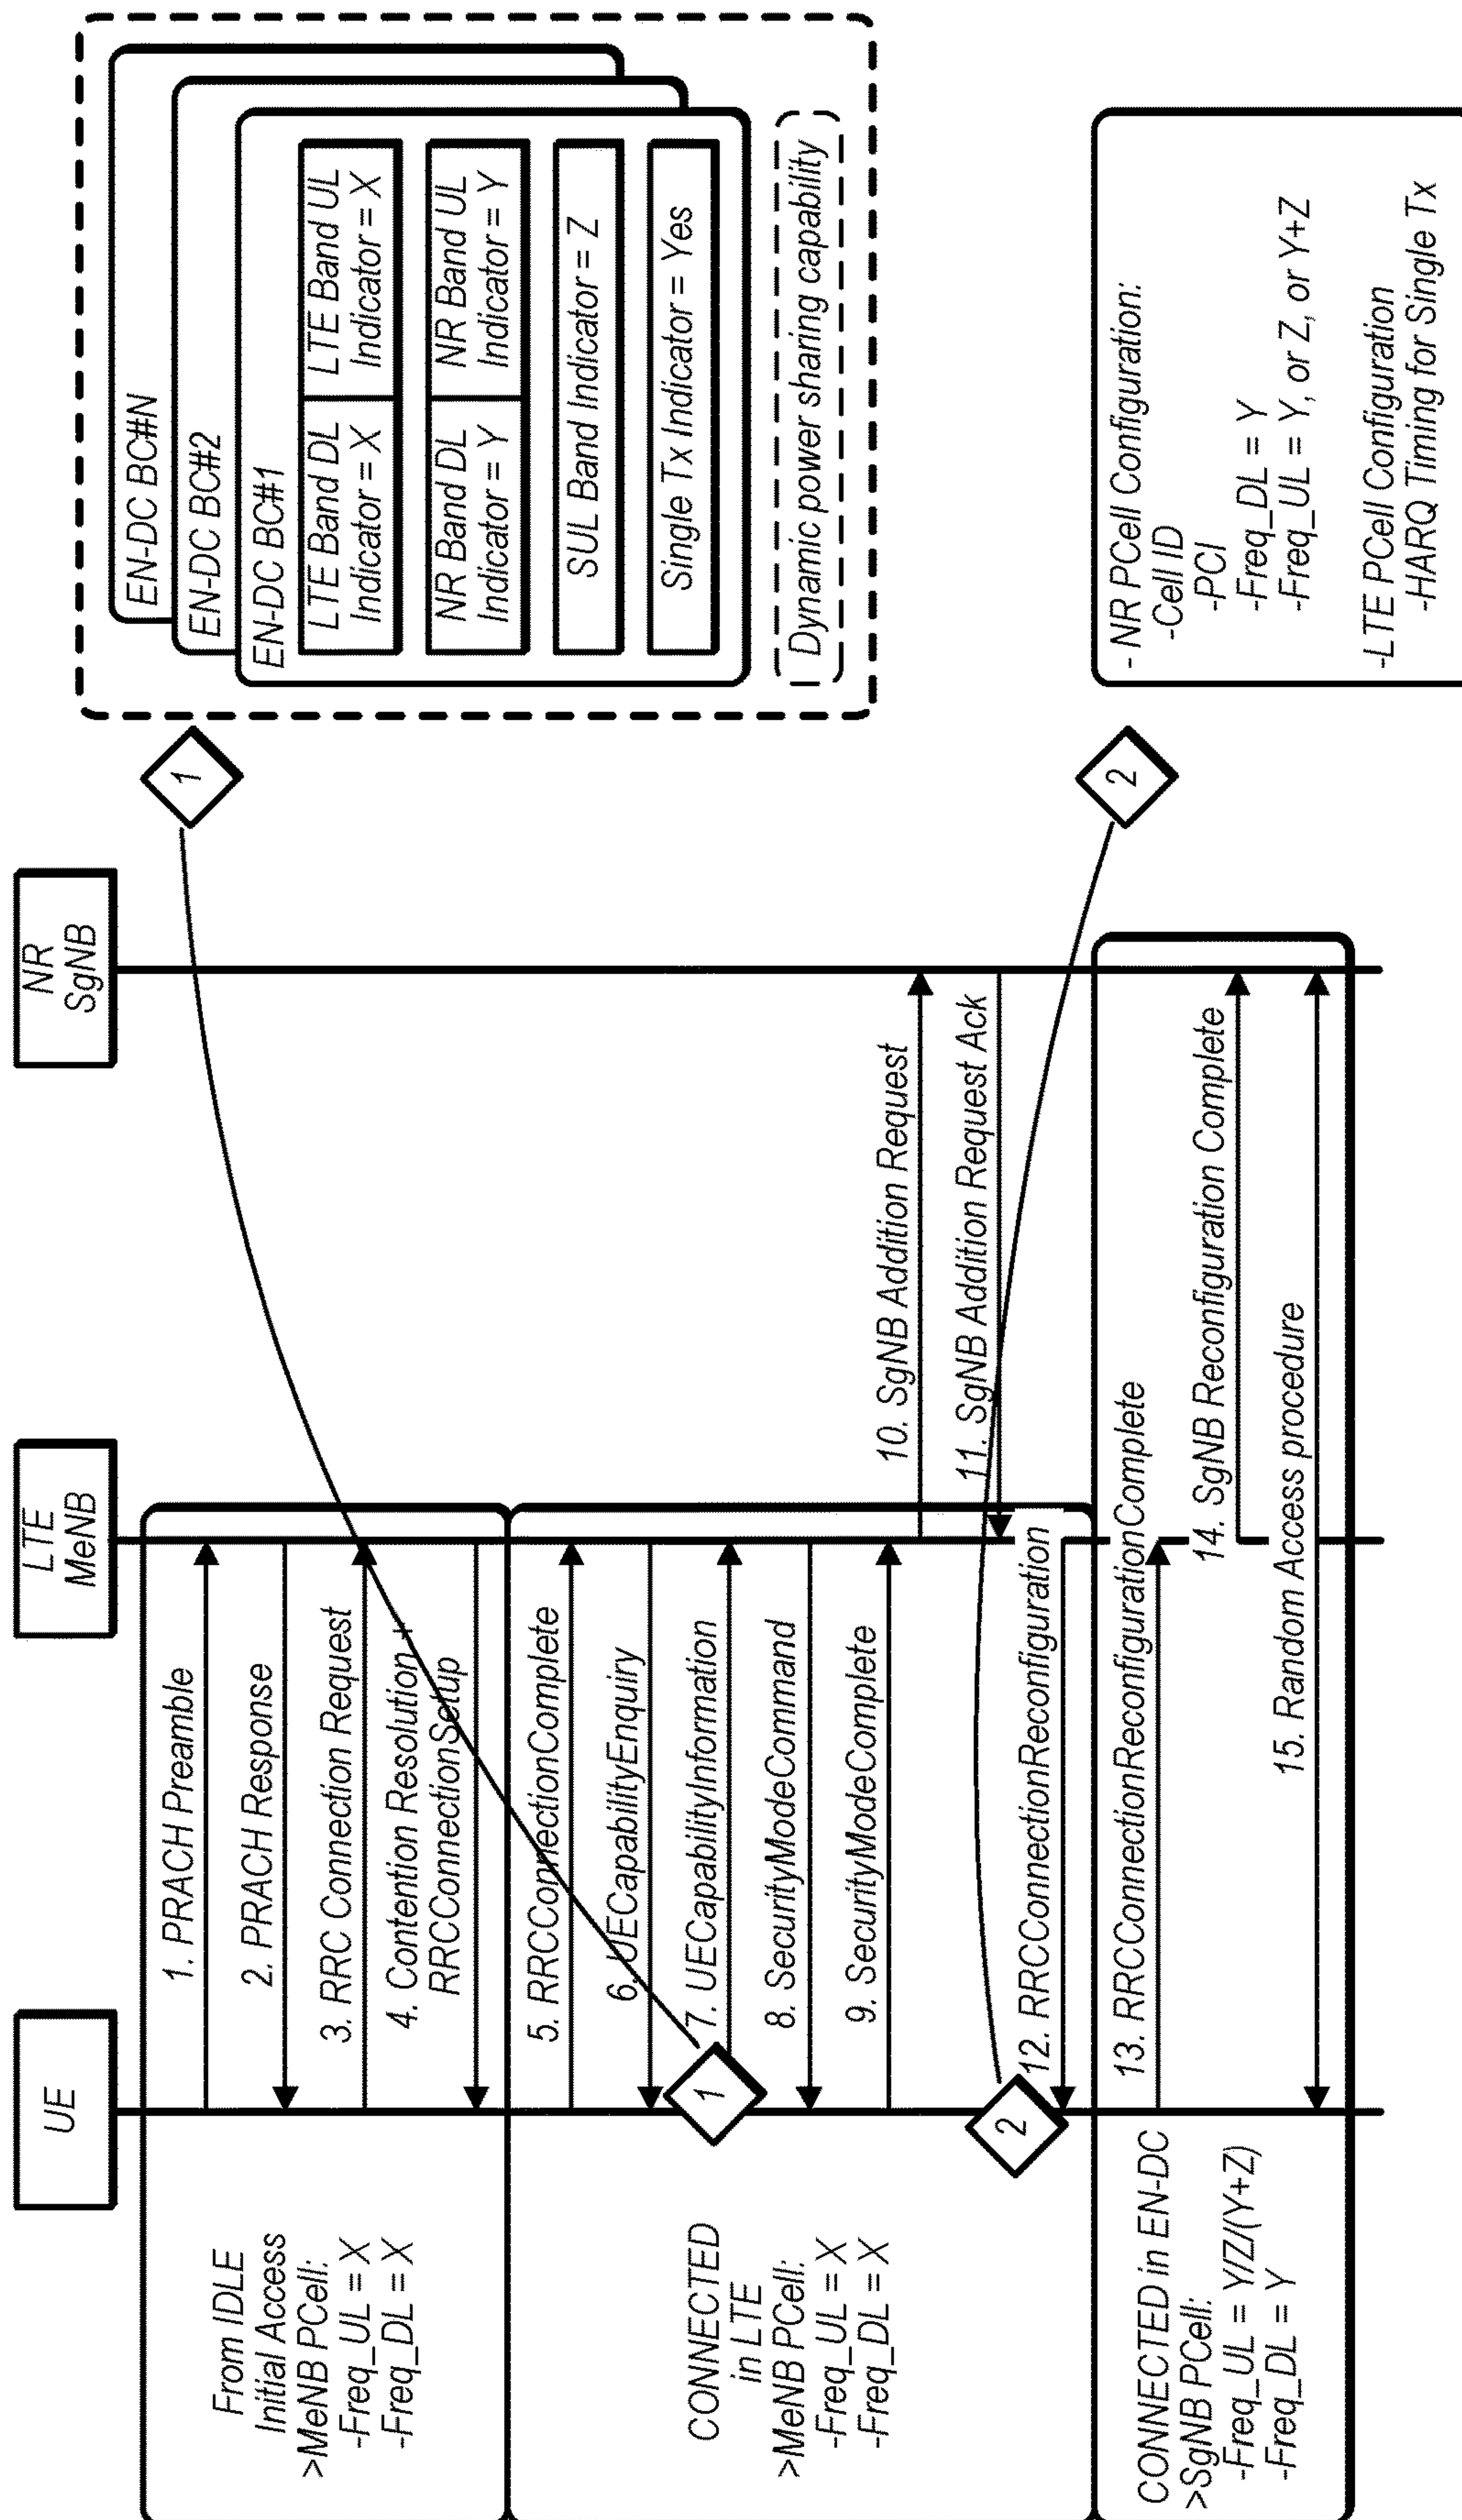 UE
LTE
MeNB
NR
SgNB
From IDLE
Initial Access
>MeNB PCell:
-Freq_UL = X
-Freq_DL = X
1. PRACH Preamble
2. PRACH Response
3. RRC Connection Request
4. Contention Resolution +
RRCConnectionSetup
CONNECTED
in LTE
>MeNB PCell:
-Freq_UL = X
-Freq_DL = X
5. RRCConnectionComplete
6. UECapabilityEnquiry
1
7. UECapabilityInformation
8. SecurityModeCommand
9. SecurityModeComplete
10. SgNB Addition Request
11. SgNB Addition Request Ack
2
12. RRCConnectionReconfiguration
CONNECTED in EN-DC
>SgNB PCell:
-Freq_UL = Y/Z/(Y+Z)
-Freq_DL = Y
13. RRCConnectionReconfigurationComplete
14. SgNB Reconfiguration Complete
15. Random Access procedure
1
EN-DC BC#N
EN-DC BC#2
EN-DC BC#1
LTE Band DL
Indicator = X
LTE Band UL
Indicator = X
NR Band DL
Indicator = Y
NR Band UL
Indicator = Y
SUL Band Indicator = Z
Single Tx Indicator = Yes
Dynamic power sharing capability
2
- NR PCell Configuration:
-Cell ID
-PCI
-Freq_DL = Y
-Freq_UL = Y, or Z, or Y+Z
-LTE PCell Configuration
-HARQ Timing for Single Tx